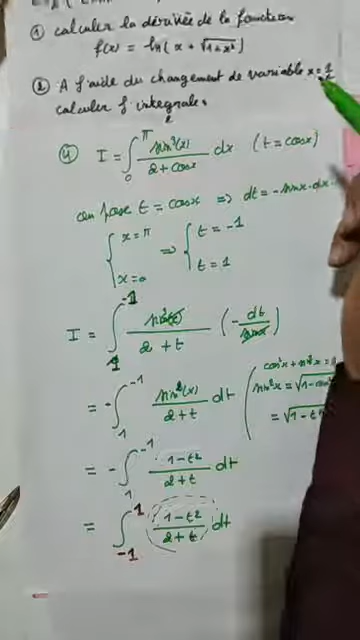 ① calculer la dérivée de la fonction
f(x) = ln(x + √1+x²)
② A l'aide du changement de variable x = 1/t
calculer l'integrale.
4) I = ∫₀^π sin³(x)/(2 + cosx) dx (t = cosx)
on pose t = cosx => dt = -sinx.dx.
{ x = π => { t = -1
{ x = 0 { t = 1
I = ∫₁^-1 sin³(x)/(2 + t) (-dt/sinx)
= -∫₁^-1 sin²(x)/(2+t) dt
cos²x + sin²x = 1
sin²x = √1-cos²
= √1-t²
= -∫₁^-1 (1-t²)/(2+t) dt
= ∫₋₁^1 (1-t²)/(2+t) dt